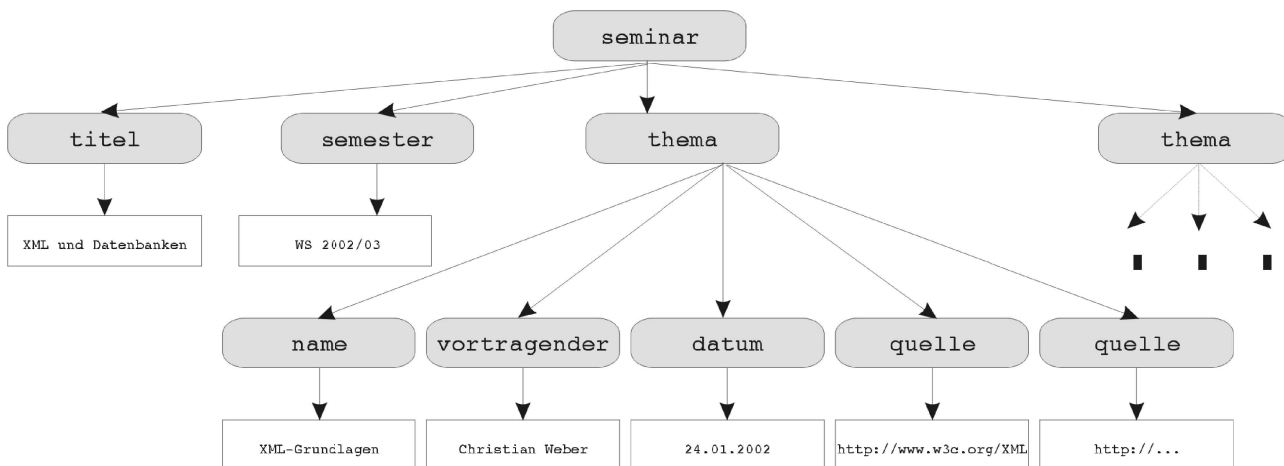 seminar
titel
semester
thema
thema
XML und Datenbanken
WS 2002/03
name
vortragender
datum
quelle
quelle
XML-Grundlagen
Christian Weber
24.01.2002
http://www.w3c.org/XML
http://...